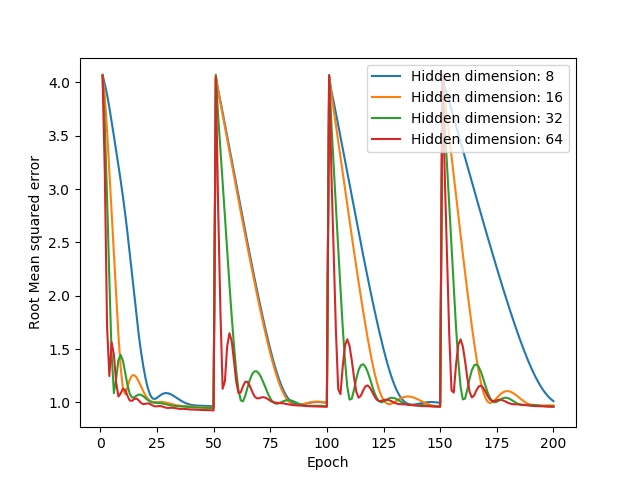 Hidden dimension: 8
Hidden dimension: 16
Hidden dimension: 32
Hidden dimension: 64
Root Mean squared error
4.0
3.5
3.0
2.5
2.0
1.5
1.0
0 25 50 75 100 125 150 175 200
Epoch